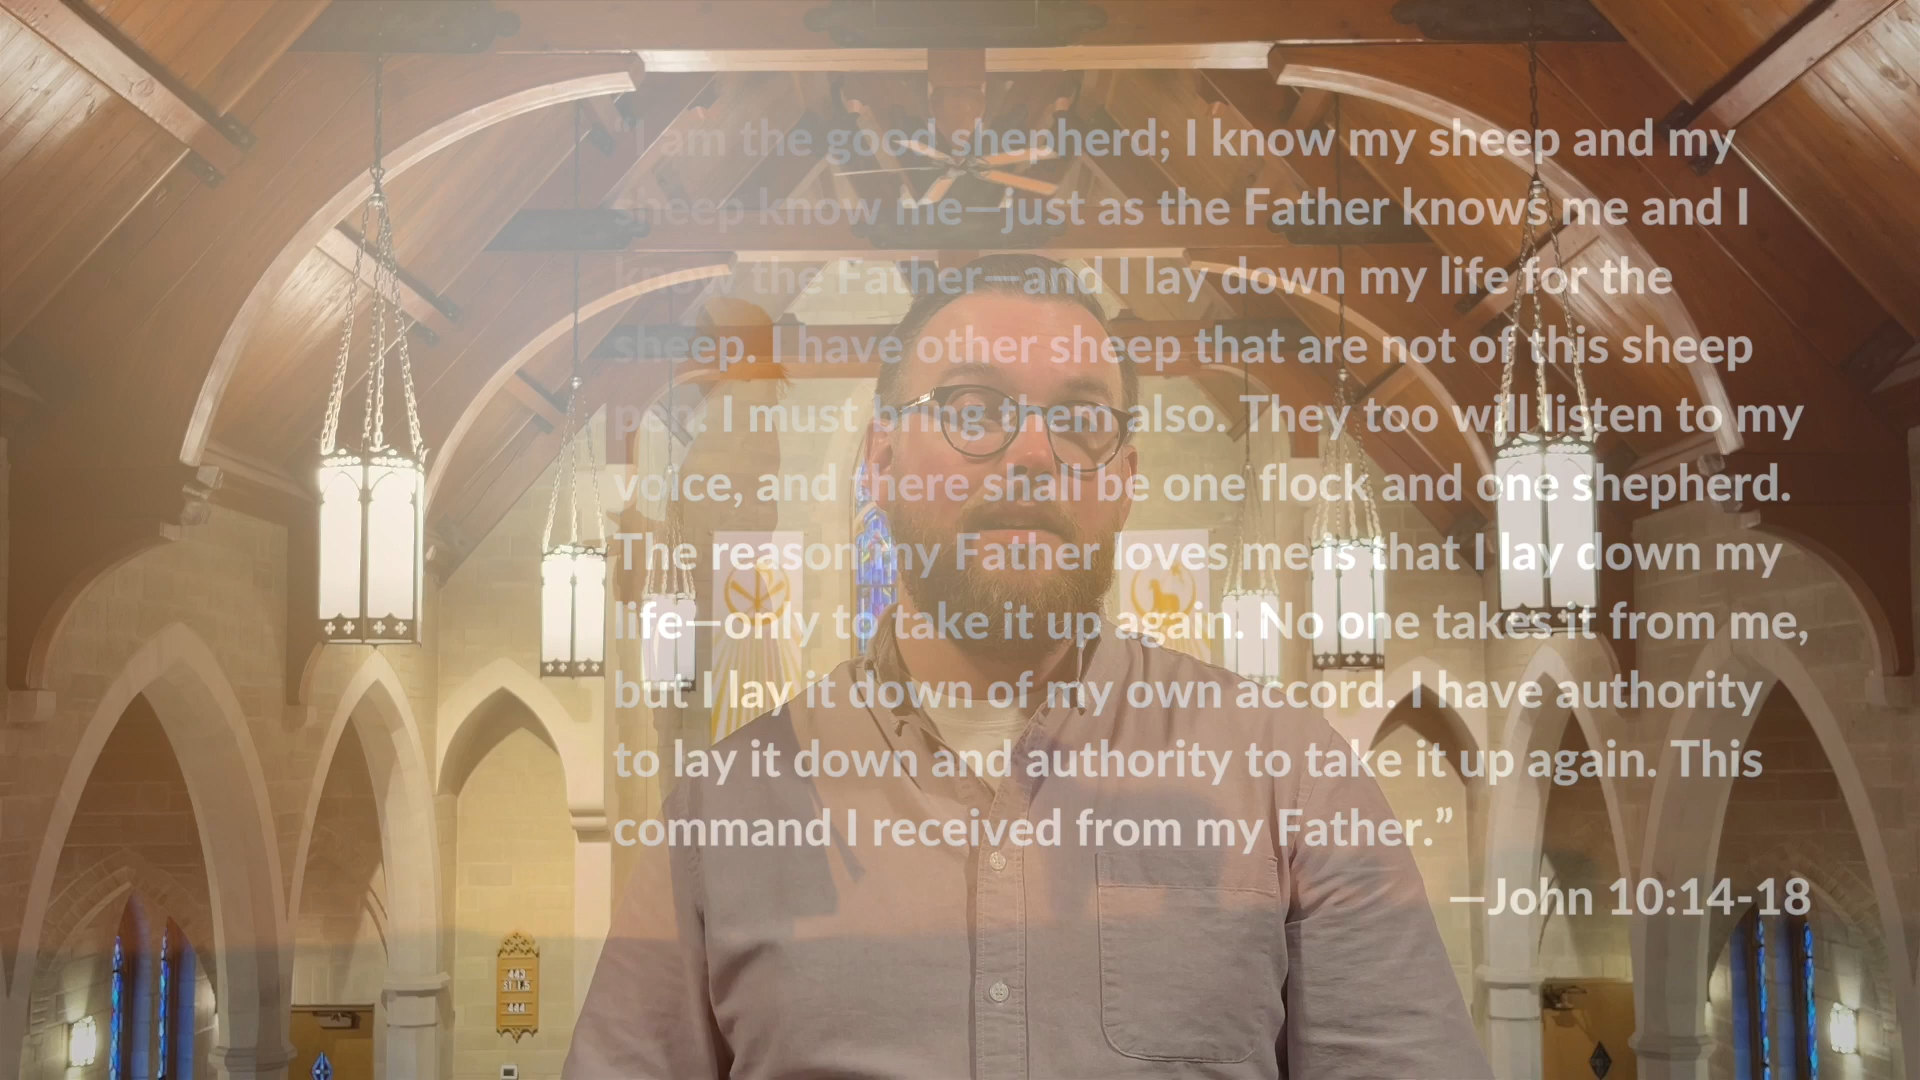 "I am the good shepherd; I know my sheep and my
sheep know me—just as the Father knows me and I
know the Father—and I lay down my life for the
sheep. I have other sheep that are not of this sheep
pen. I must bring them also. They too will listen to my
voice, and there shall be one flock and one shepherd.
The reason my Father loves me is that I lay down my
life—only to take it up again. No one takes it from me,
but I lay it down of my own accord. I have authority
to lay it down and authority to take it up again. This
command I received from my Father.”
—John 10:14-18
444